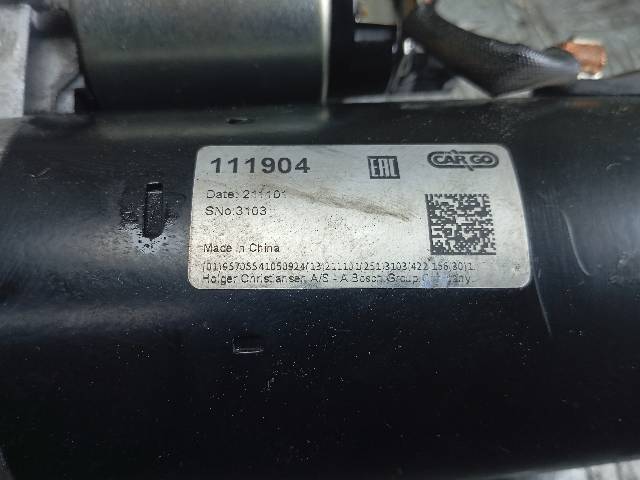 111904 EAC CARGO
Date: 211101
SNo:3103
Made in China
(01)95705541050924(13)211101(251)3103(422)156(30)1
Holger Christiansen A/S - A Bosch Group Company